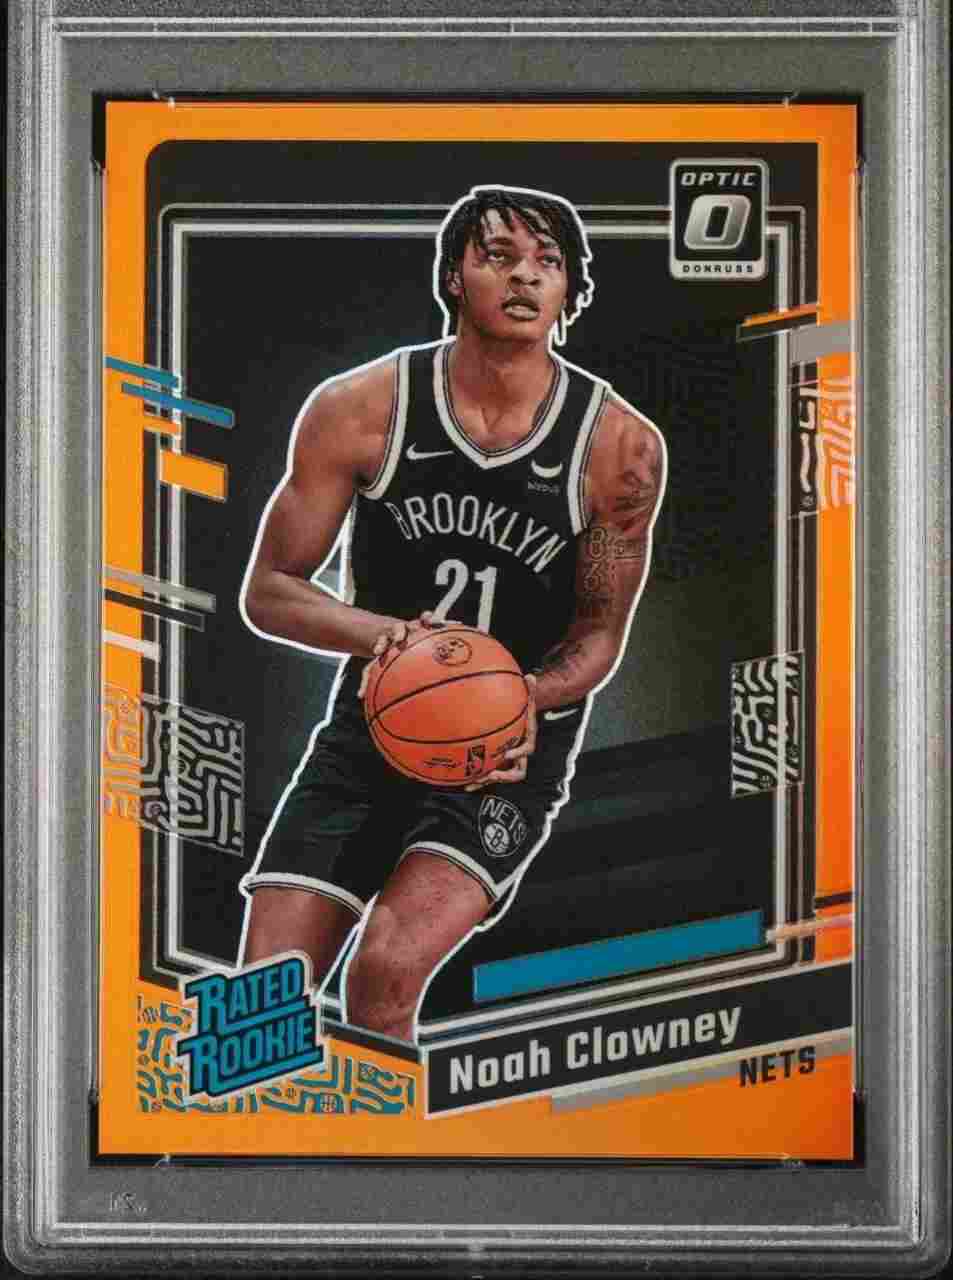 OPTIC
O
DONRUSS
BROOKLYN
21
NETS
B
RATED
ROOKIE
Noah Clowney
NETS